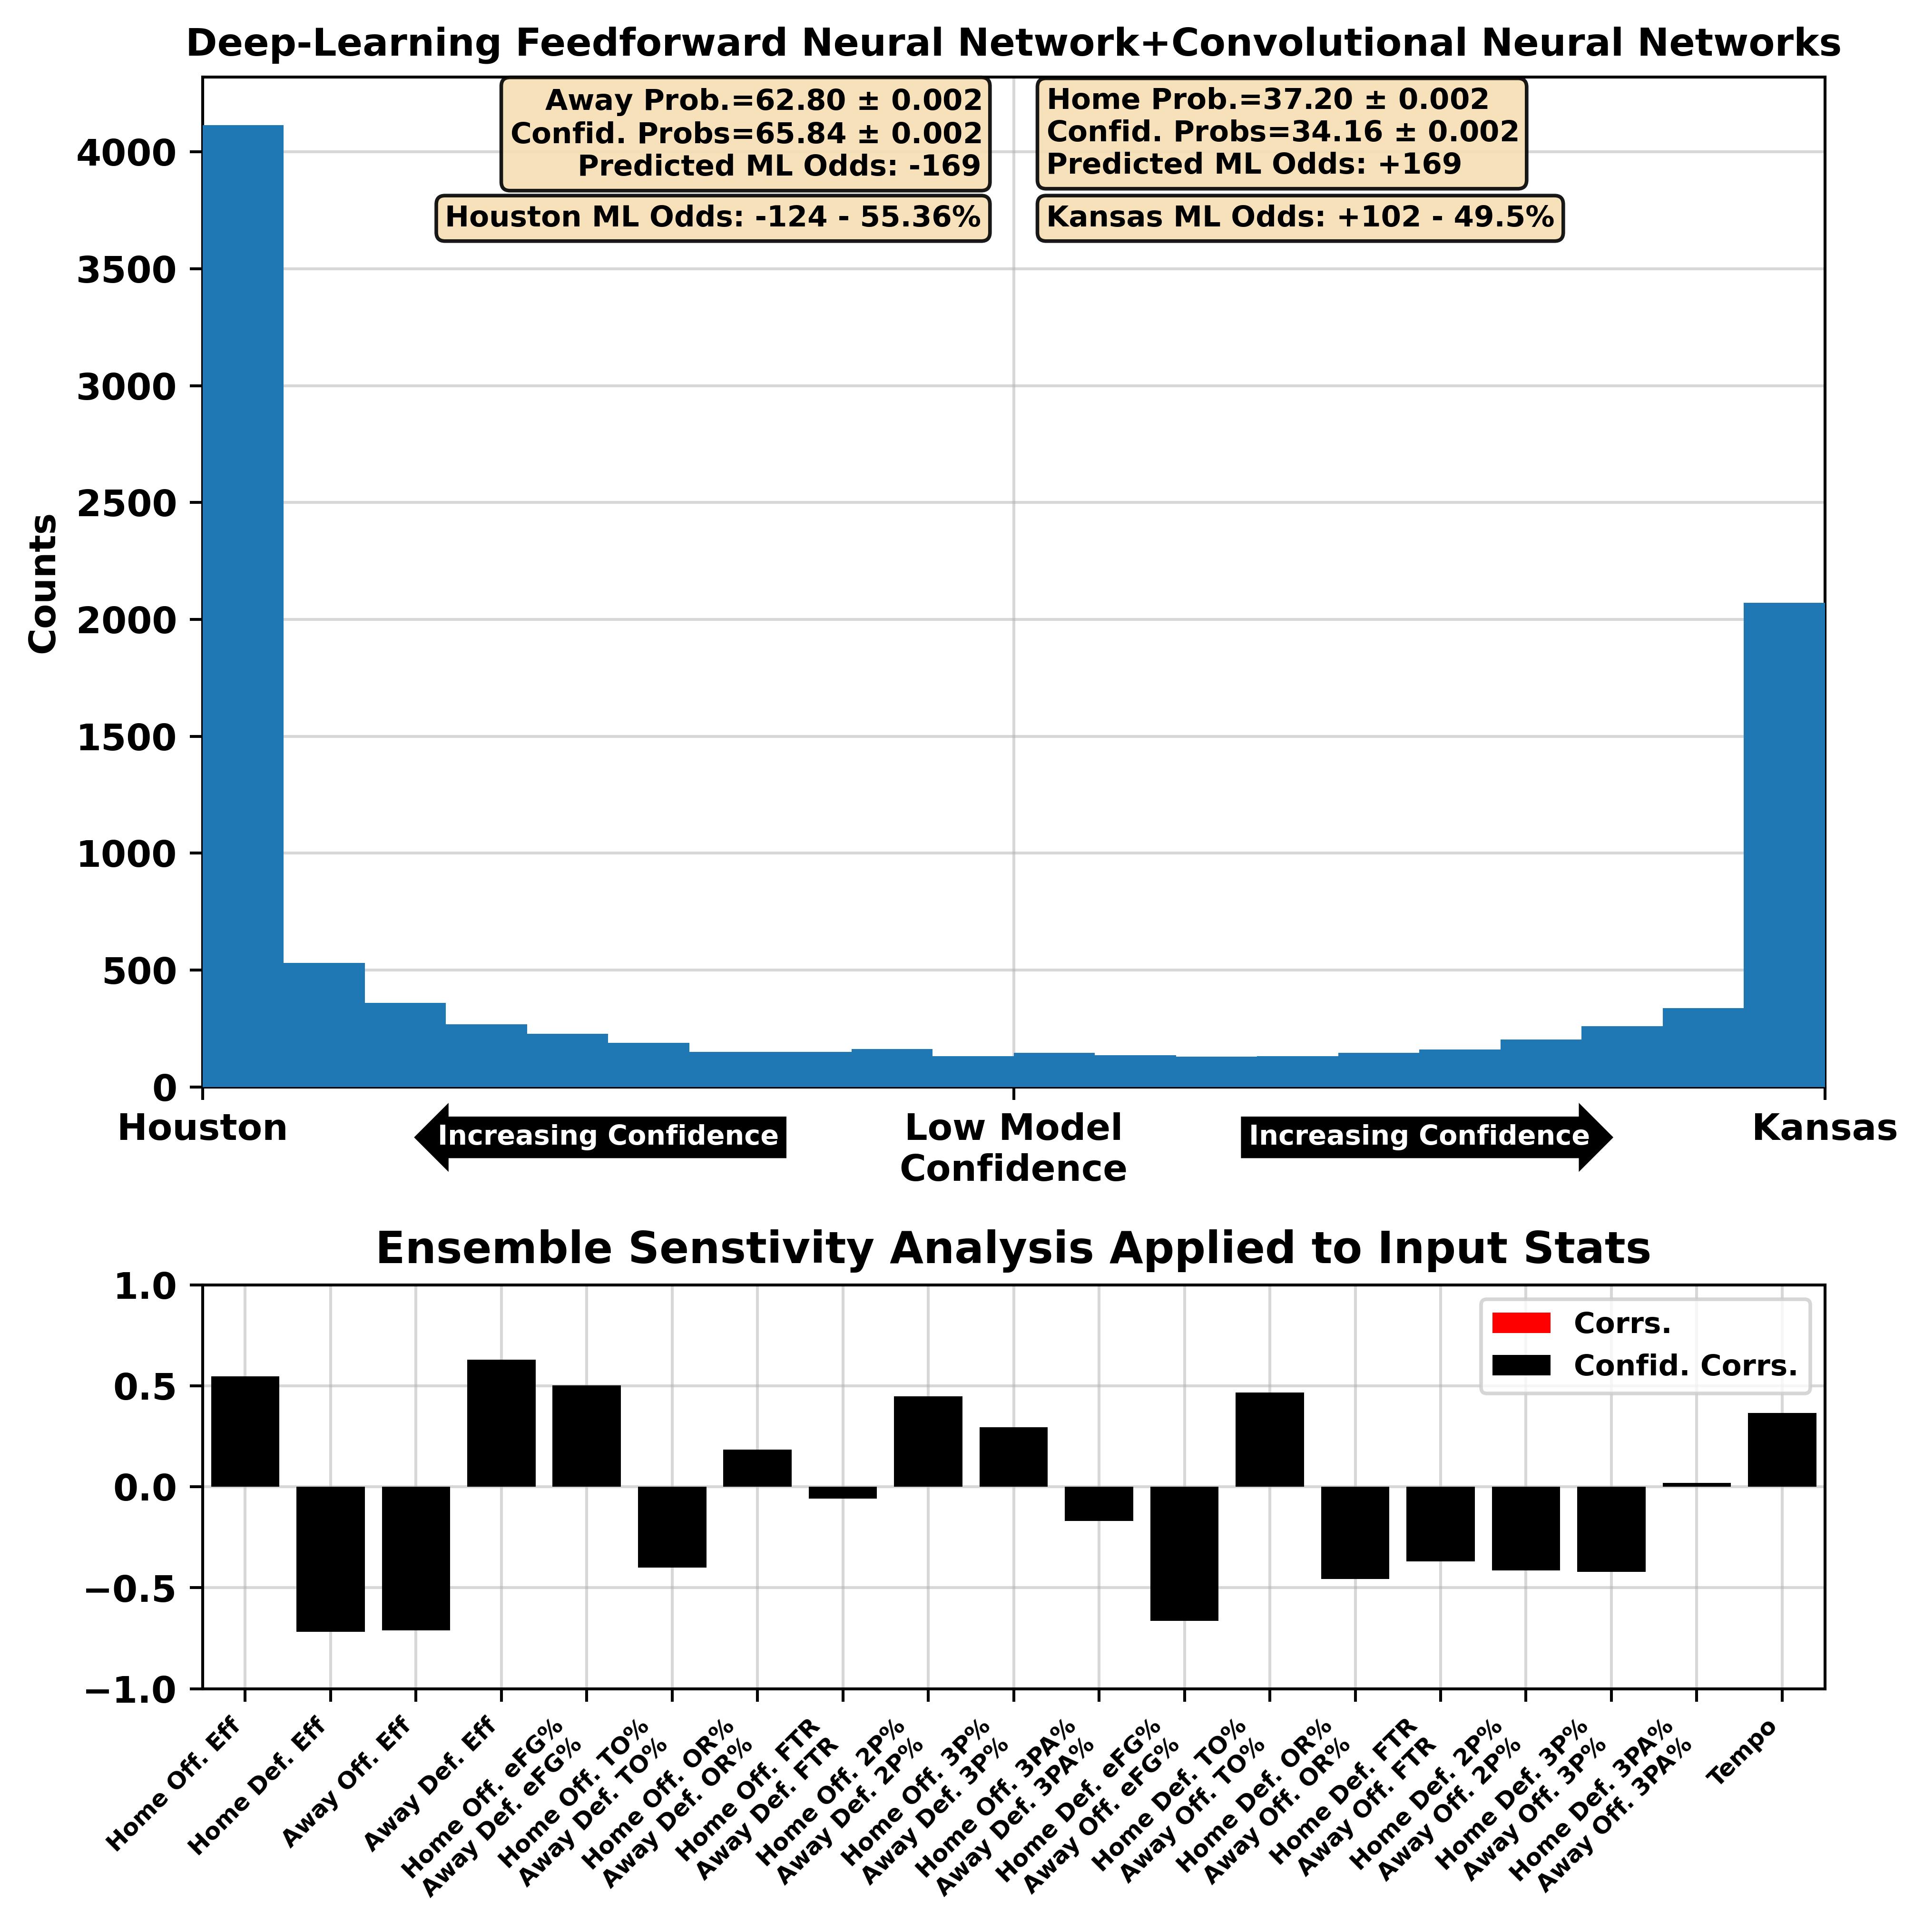 Deep-Learning Feedforward Neural Network+Convolutional Neural Networks
Away Prob.=62.80 ± 0.002
Confid. Probs=65.84 ± 0.002
Predicted ML Odds: -169
Houston ML Odds: -124 - 55.36%
Home Prob.=37.20 ± 0.002
Confid. Probs=34.16 ± 0.002
Predicted ML Odds: +169
Kansas ML Odds: +102 - 49.5%
Counts
4000
3500
3000
2500
2000
1500
1000
500
0
Houston
Increasing Confidence
Low Model
Confidence
Increasing Confidence
Kansas
Ensemble Senstivity Analysis Applied to Input Stats
1.0
0.5
0.0
−0.5
−1.0
Corrs.
Confid. Corrs.
Home Off. Eff
Home Def. Eff
Away Off. Eff
Away Def. Eff
Home Off. eFG%
Away Def. eFG%
Home Off. TO%
Away Def. TO%
Home Off. OR%
Away Def. OR%
Home Off. FTR
Away Def. FTR
Home Off. 2P%
Away Def. 2P%
Home Off. 3P%
Away Def. 3P%
Home Off. 3PA%
Away Def. 3PA%
Home Def. eFG%
Away Off. eFG%
Home Def. TO%
Away Off. TO%
Home Def. OR%
Away Off. OR%
Home Def. FTR
Away Off. FTR
Home Def. 2P%
Away Off. 2P%
Home Def. 3P%
Away Off. 3P%
Home Def. 3PA%
Away Off. 3PA%
Tempo